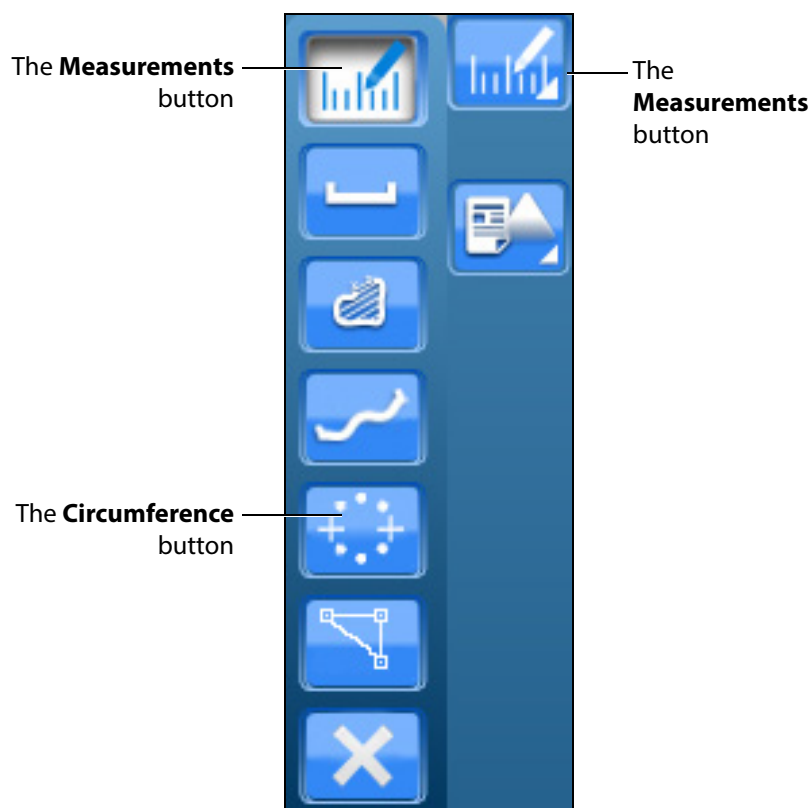 The Measurements
button
The
Measurements
button
The Circumference
button